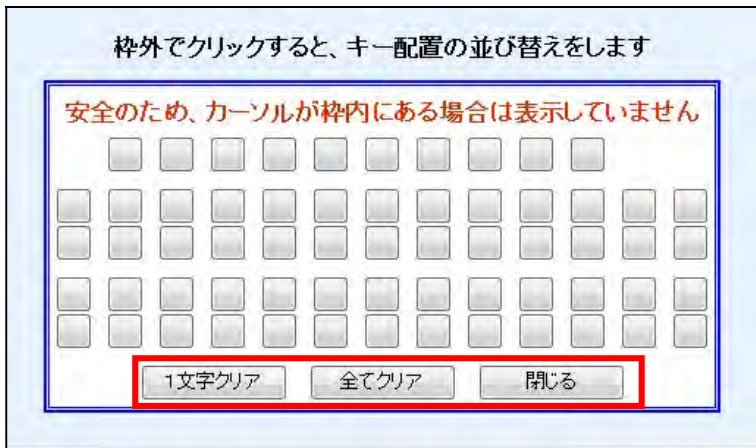 枠外でクリックすると、キー配置の並び替えをします
安全のため、カーソルが枠内にある場合は表示していません
1文字クリア 全てクリア 閉じる